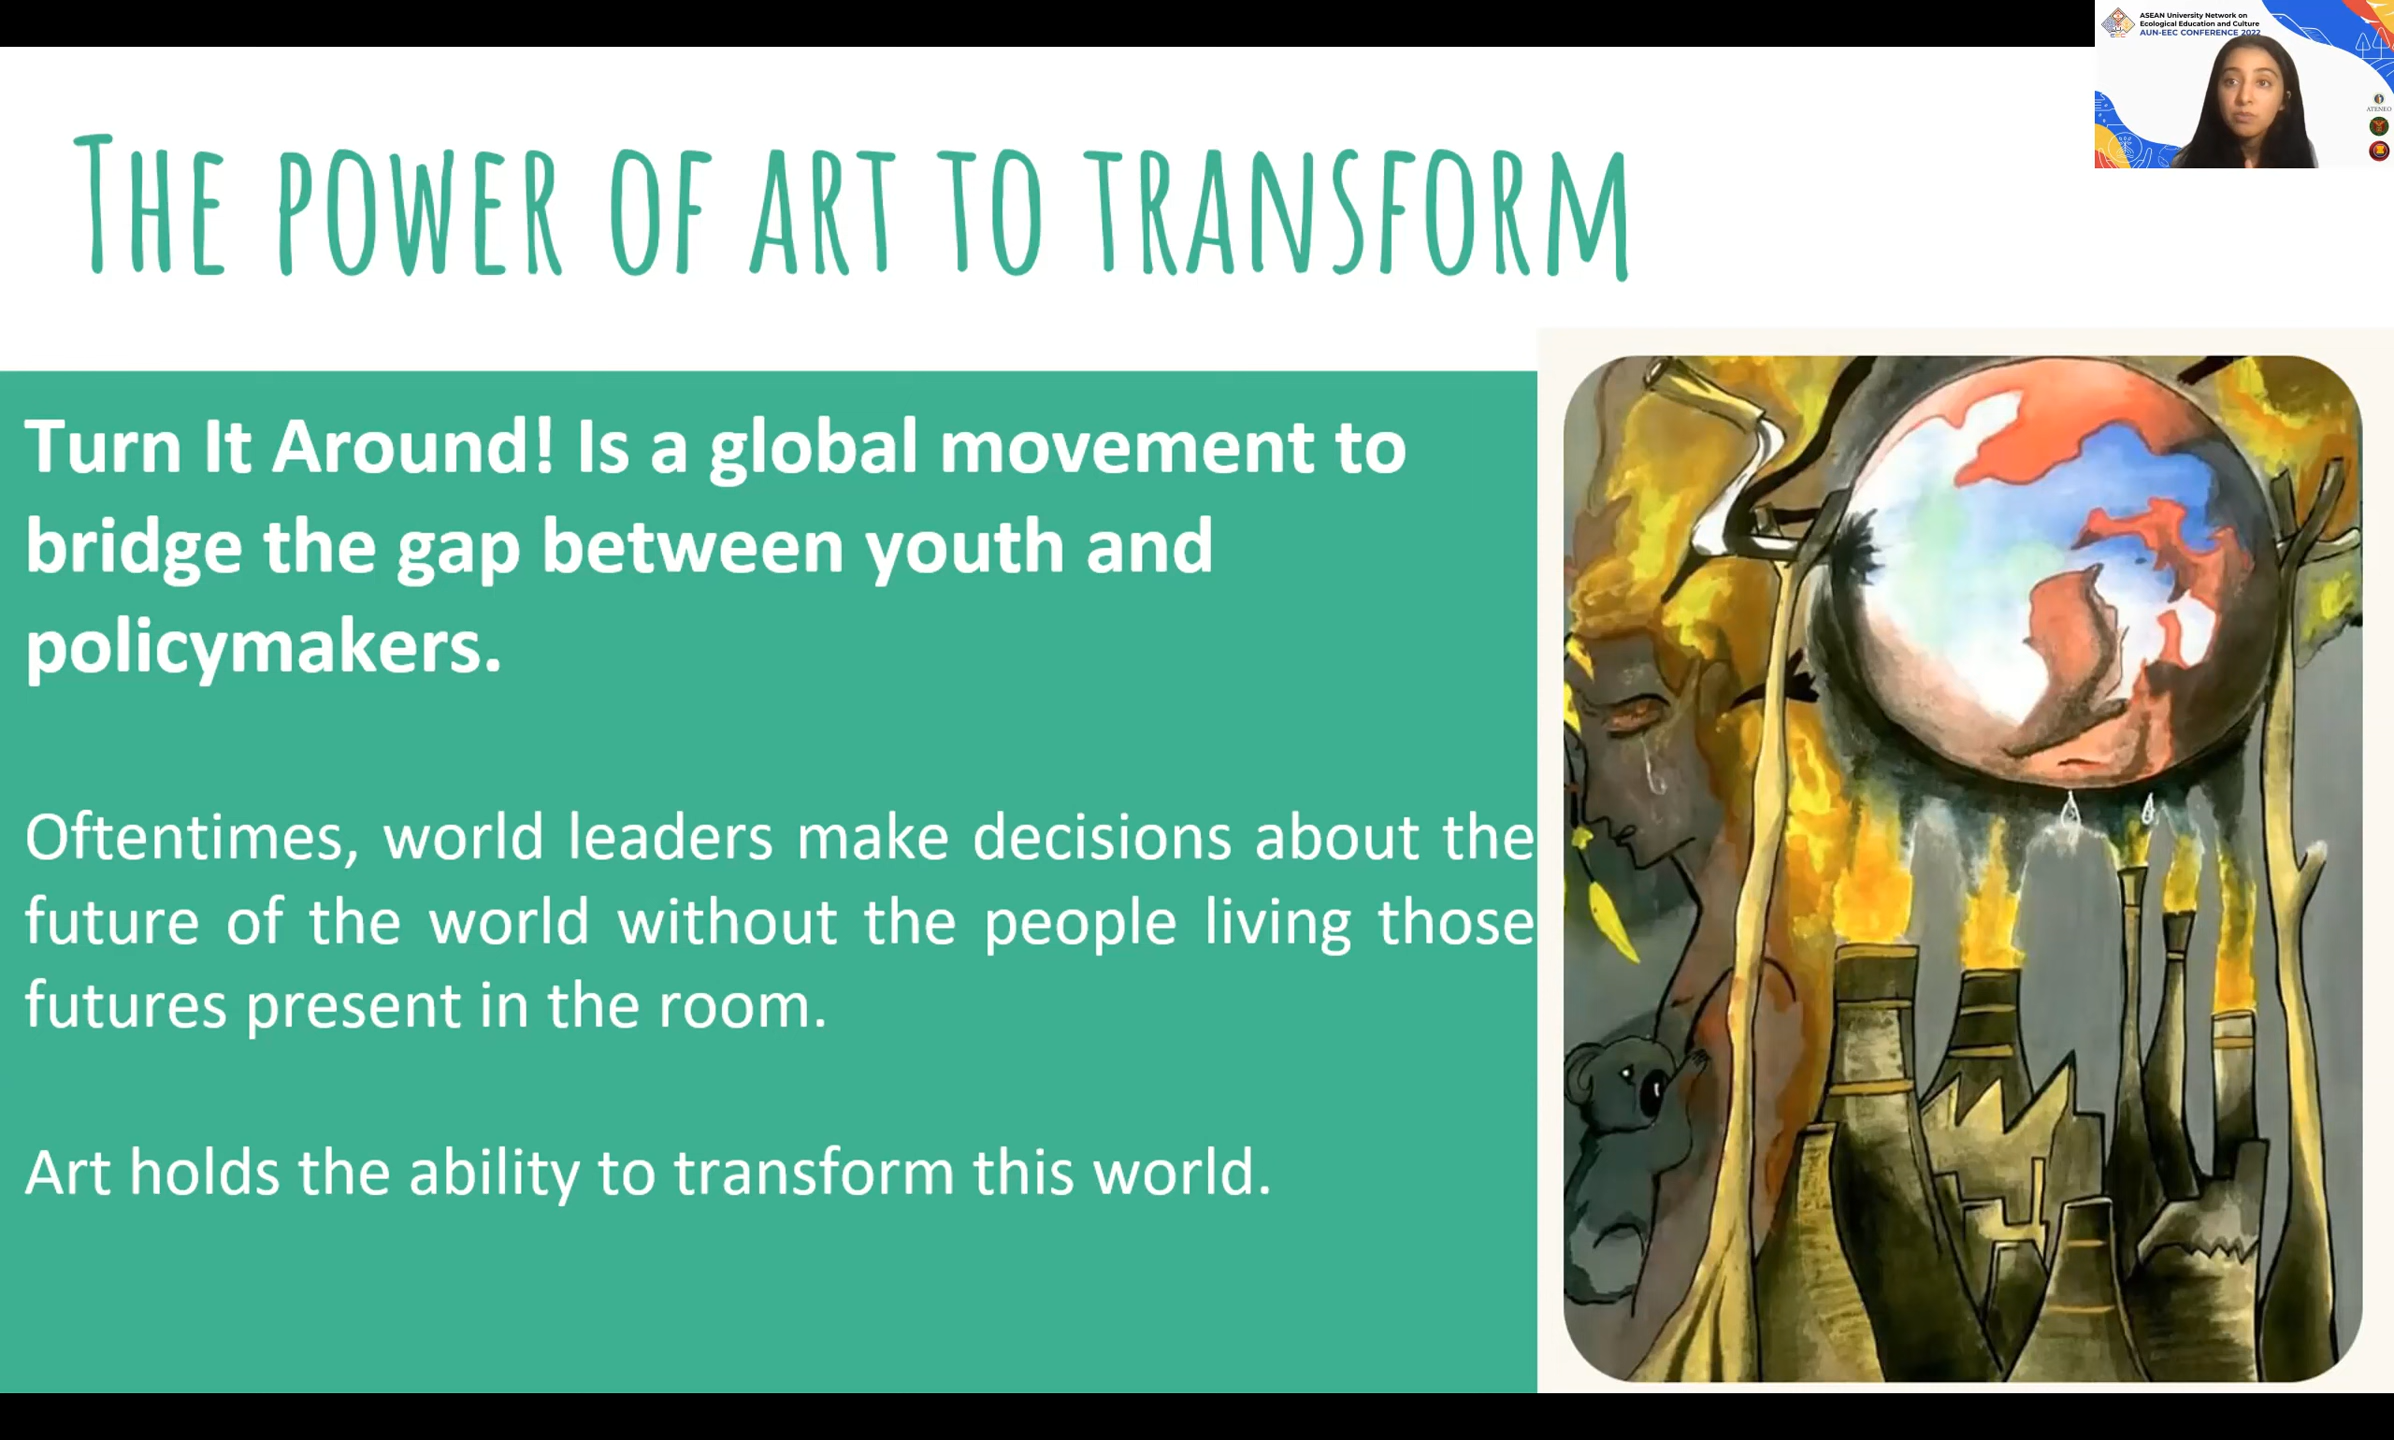 ASEAN University Network on
Ecological Education and Culture
AUN-EEC CONFERENCE 2022
THE POWER OF ART TO TRANSFORM
Turn It Around! Is a global movement to
bridge the gap between youth and
policymakers.
Oftentimes, world leaders make decisions about the
future of the world without the people living those
futures present in the room.
Art holds the ability to transform this world.
ATENEO